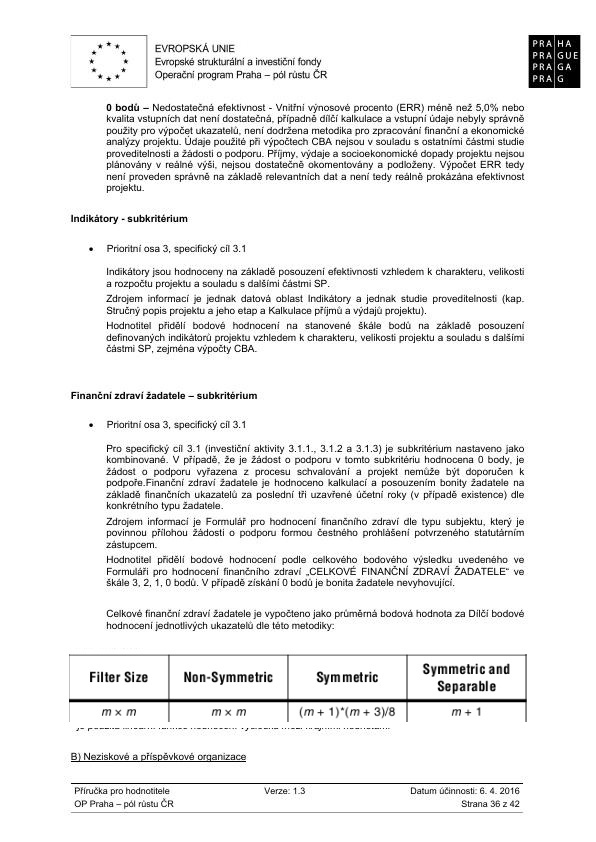 EVROPSKÁ UNIE
Evropské strukturální a investiční fondy
Operační program Praha – pól růstu ČR
PRA HA
PRA GUE
PRA GA
PRA G
0 bodů – Nedostatečná efektivnost - Vnitřní výnosové procento (ERR) méně než 5,0% nebo
kvalita vstupních dat není dostatečná, případně dílčí kalkulace a vstupní údaje nebyly správně
použity pro výpočet ukazatelů, není dodržena metodika pro zpracování finanční a ekonomické
analýzy projektu. Údaje použité při výpočtech CBA nejsou v souladu s ostatními částmi studie
proveditelnosti a žádosti o podporu. Příjmy, výdaje a socioekonomické dopady projektu nejsou
plánovány v reálné výši, nejsou dostatečně okomentovány a podloženy. Výpočet ERR tedy
není proveden správně na základě relevantních dat a není tedy reálně prokázána efektivnost
projektu.
Indikátory - subkritérium
• Prioritní osa 3, specifický cíl 3.1
Indikátory jsou hodnoceny na základě posouzení efektivity vzhledem k charakteru, velikosti
a rozpočtu projektu a souladu s dalšími částmi SP.
Zdrojem informací je jednak datová oblast Indikátory a jednak studie proveditelnosti (kap.
Stručný popis projektu a jeho etap a Kalkulace příjmů a výdajů projektu).
Hodnotitel přidělí bodové hodnocení na stanovené škále bodů na základě posouzení
definovaných indikátorů projektu vzhledem k charakteru, velikosti projektu a souladu s dalšími
částmi SP, zejména výpočty CBA.
Finanční zdraví žadatele – subkritérium
• Prioritní osa 3, specifický cíl 3.1
Pro specifický cíl 3.1 (investiční aktivity 3.1.1., 3.1.2 a 3.1.3) je subkritérium nastaveno jako
kombinované. V případě, že je žádost o podporu v tomto subkritériu hodnocena 0 body, je
žádost o podporu vyřazena z procesu schvalování a projekt nemůže být doporučen k
podpoře.Finanční zdraví žadatele je hodnoceno kalkulací a posouzením bonity žadatele na
základě finančních ukazatelů za poslední tři uzavřené účetní roky (v případě existence) dle
konkrétního typu žadatele.
Zdrojem informací je Formulář pro hodnocení finančního zdraví dle typu subjektu, který je
povinnou přílohou žádosti o podporu formou čestného prohlášení potvrzeného statutárním
zástupcem.
Hodnotitel přidělí bodové hodnocení podle celkového bodového výsledku uvedeného ve
Formuláři pro hodnocení finančního zdraví „CELKOVÉ FINANČNÍ ZDRAVÍ ŽADATELE“ ve
škále 3, 2, 1, 0 bodů. V případě získání 0 bodů je bonita žadatele nevyhovující.
Celkové finanční zdraví žadatele je vypočteno jako průměrná bodová hodnota za Dílčí bodové
hodnocení jednotlivých ukazatelů dle této metodiky:
Filter Size Non-Symmetric Symmetric Symmetric and
Separable
m × m m × m (m + 1)*(m + 3)/8 m + 1
B) Neziskové a příspěvkové organizace
Příručka pro hodnotitele Verze: 1.3 Datum účinnosti: 6. 4. 2016
OP Praha – pól růstu ČR Strana 36 z 42